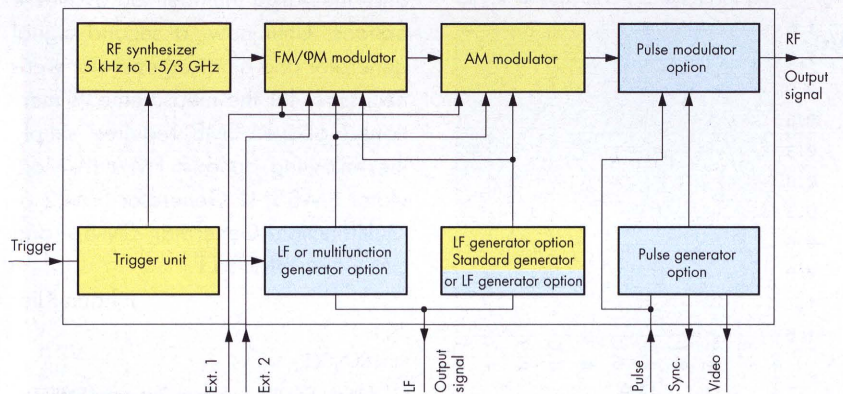 RF synthesizer
5 kHz to 1.5/3 GHz
FM/φM modulator
AM modulator
Pulse modulator
option
RF
Output
signal
Trigger
Trigger unit
LF or multifunction
generator option
LF generator option
Standard generator
or LF generator option
Pulse generator
option
Ext. 1
Ext. 2
LF
Output
signal
Pulse
Sync.
Video